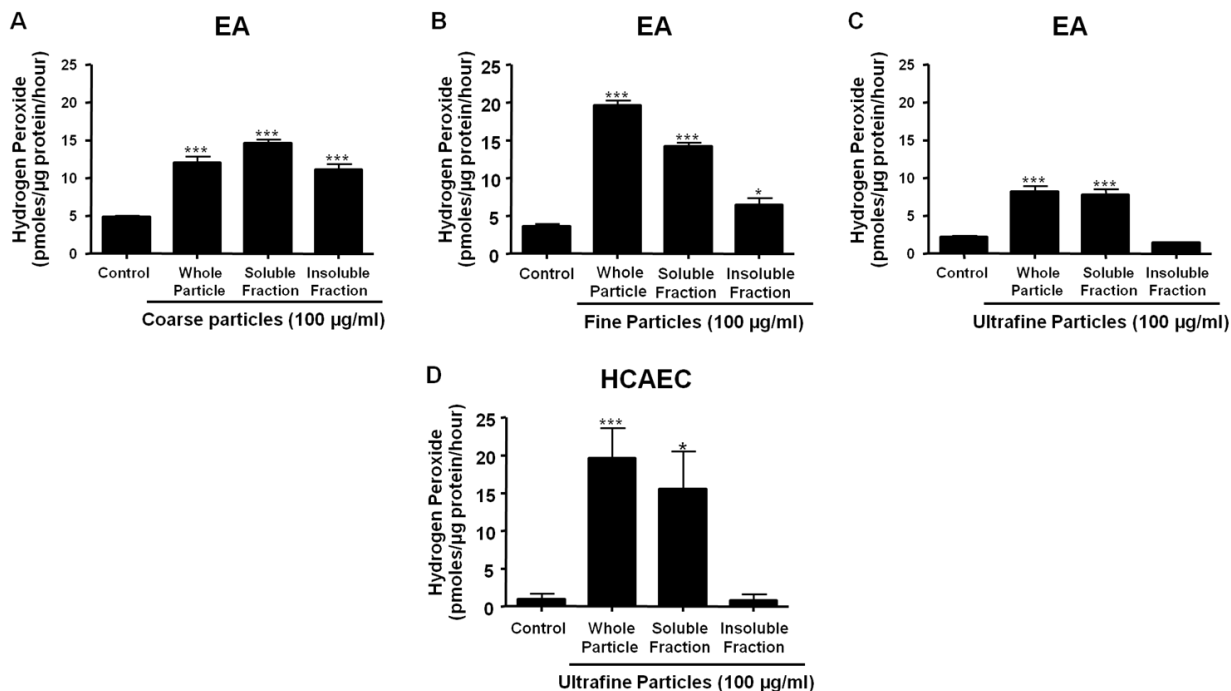 A
EA
Hydrogen Peroxide
(pmoles/µg protein/hour)
25
20
15
10
5
0
***
***
***
Control
Whole
Particle
Soluble
Fraction
Insoluble
Fraction
Coarse particles (100 µg/ml)
B
EA
Hydrogen Peroxide
(pmoles/µg protein/hour)
25
20
15
10
5
0
***
***
*
Control
Whole
Particle
Soluble
Fraction
Insoluble
Fraction
Fine Particles (100 µg/ml)
C
EA
Hydrogen Peroxide
(pmoles/µg protein/hour)
25
20
15
10
5
0
***
***
Control
Whole
Particle
Soluble
Fraction
Insoluble
Fraction
Ultrafine Particles (100 µg/ml)
D
HCAEC
Hydrogen Peroxide
(pmoles/µg protein/hour)
25
20
15
10
5
0
***
*
Control
Whole
Particle
Soluble
Fraction
Insoluble
Fraction
Ultrafine Particles (100 µg/ml)